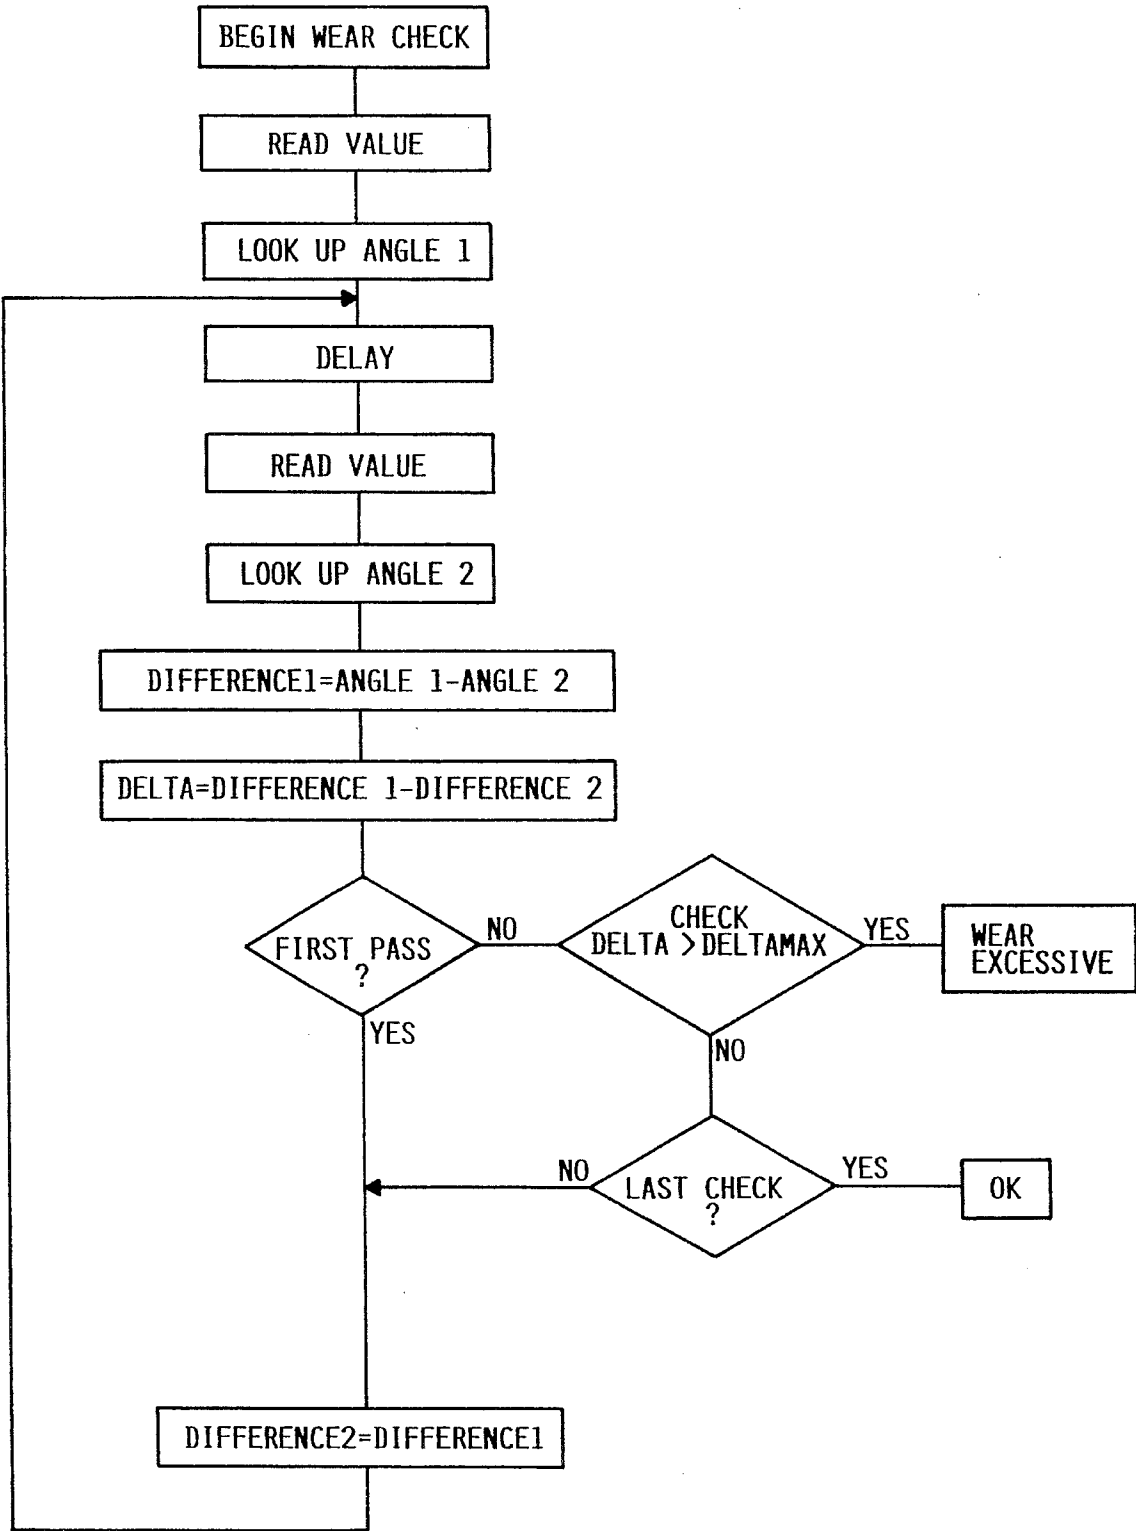 BEGIN WEAR CHECK
READ VALUE
LOOK UP ANGLE 1
DELAY
READ VALUE
LOOK UP ANGLE 2
DIFFERENCE1=ANGLE 1-ANGLE 2
DELTA=DIFFERENCE 1-DIFFERENCE 2
FIRST PASS
?
NO
CHECK
DELTA >DELTAMAX
YES
WEAR
EXCESSIVE
YES
NO
NO
LAST CHECK
?
YES
OK
DIFFERENCE2=DIFFERENCE1